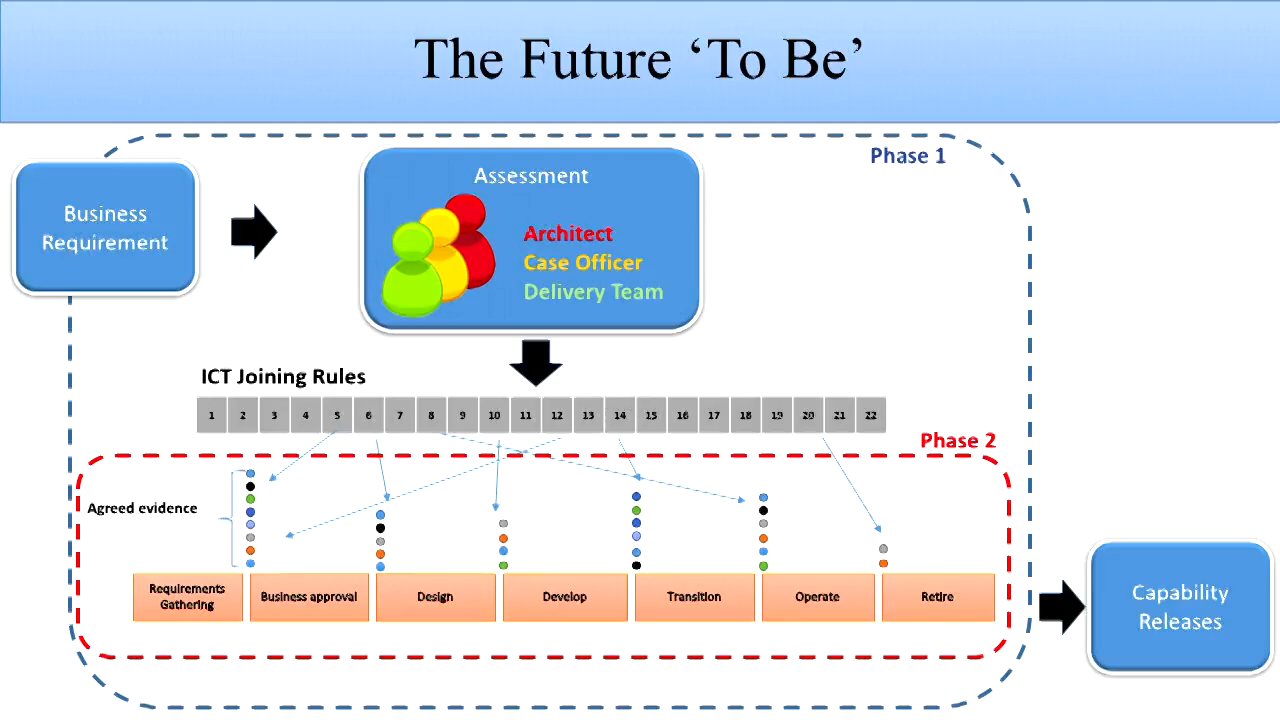 The Future ‘To Be’
Phase 1
Business
Requirement
Assessment
Architect
Case Officer
Delivery Team
ICT Joining Rules
1 2 3 4 5 6 7 8 9 10 11 12 13 14 15 16 17 18 19 20 21 22
Phase 2
Agreed evidence
Requirements
Gathering
Business approval
Design
Develop
Transition
Operate
Retire
Capability
Releases